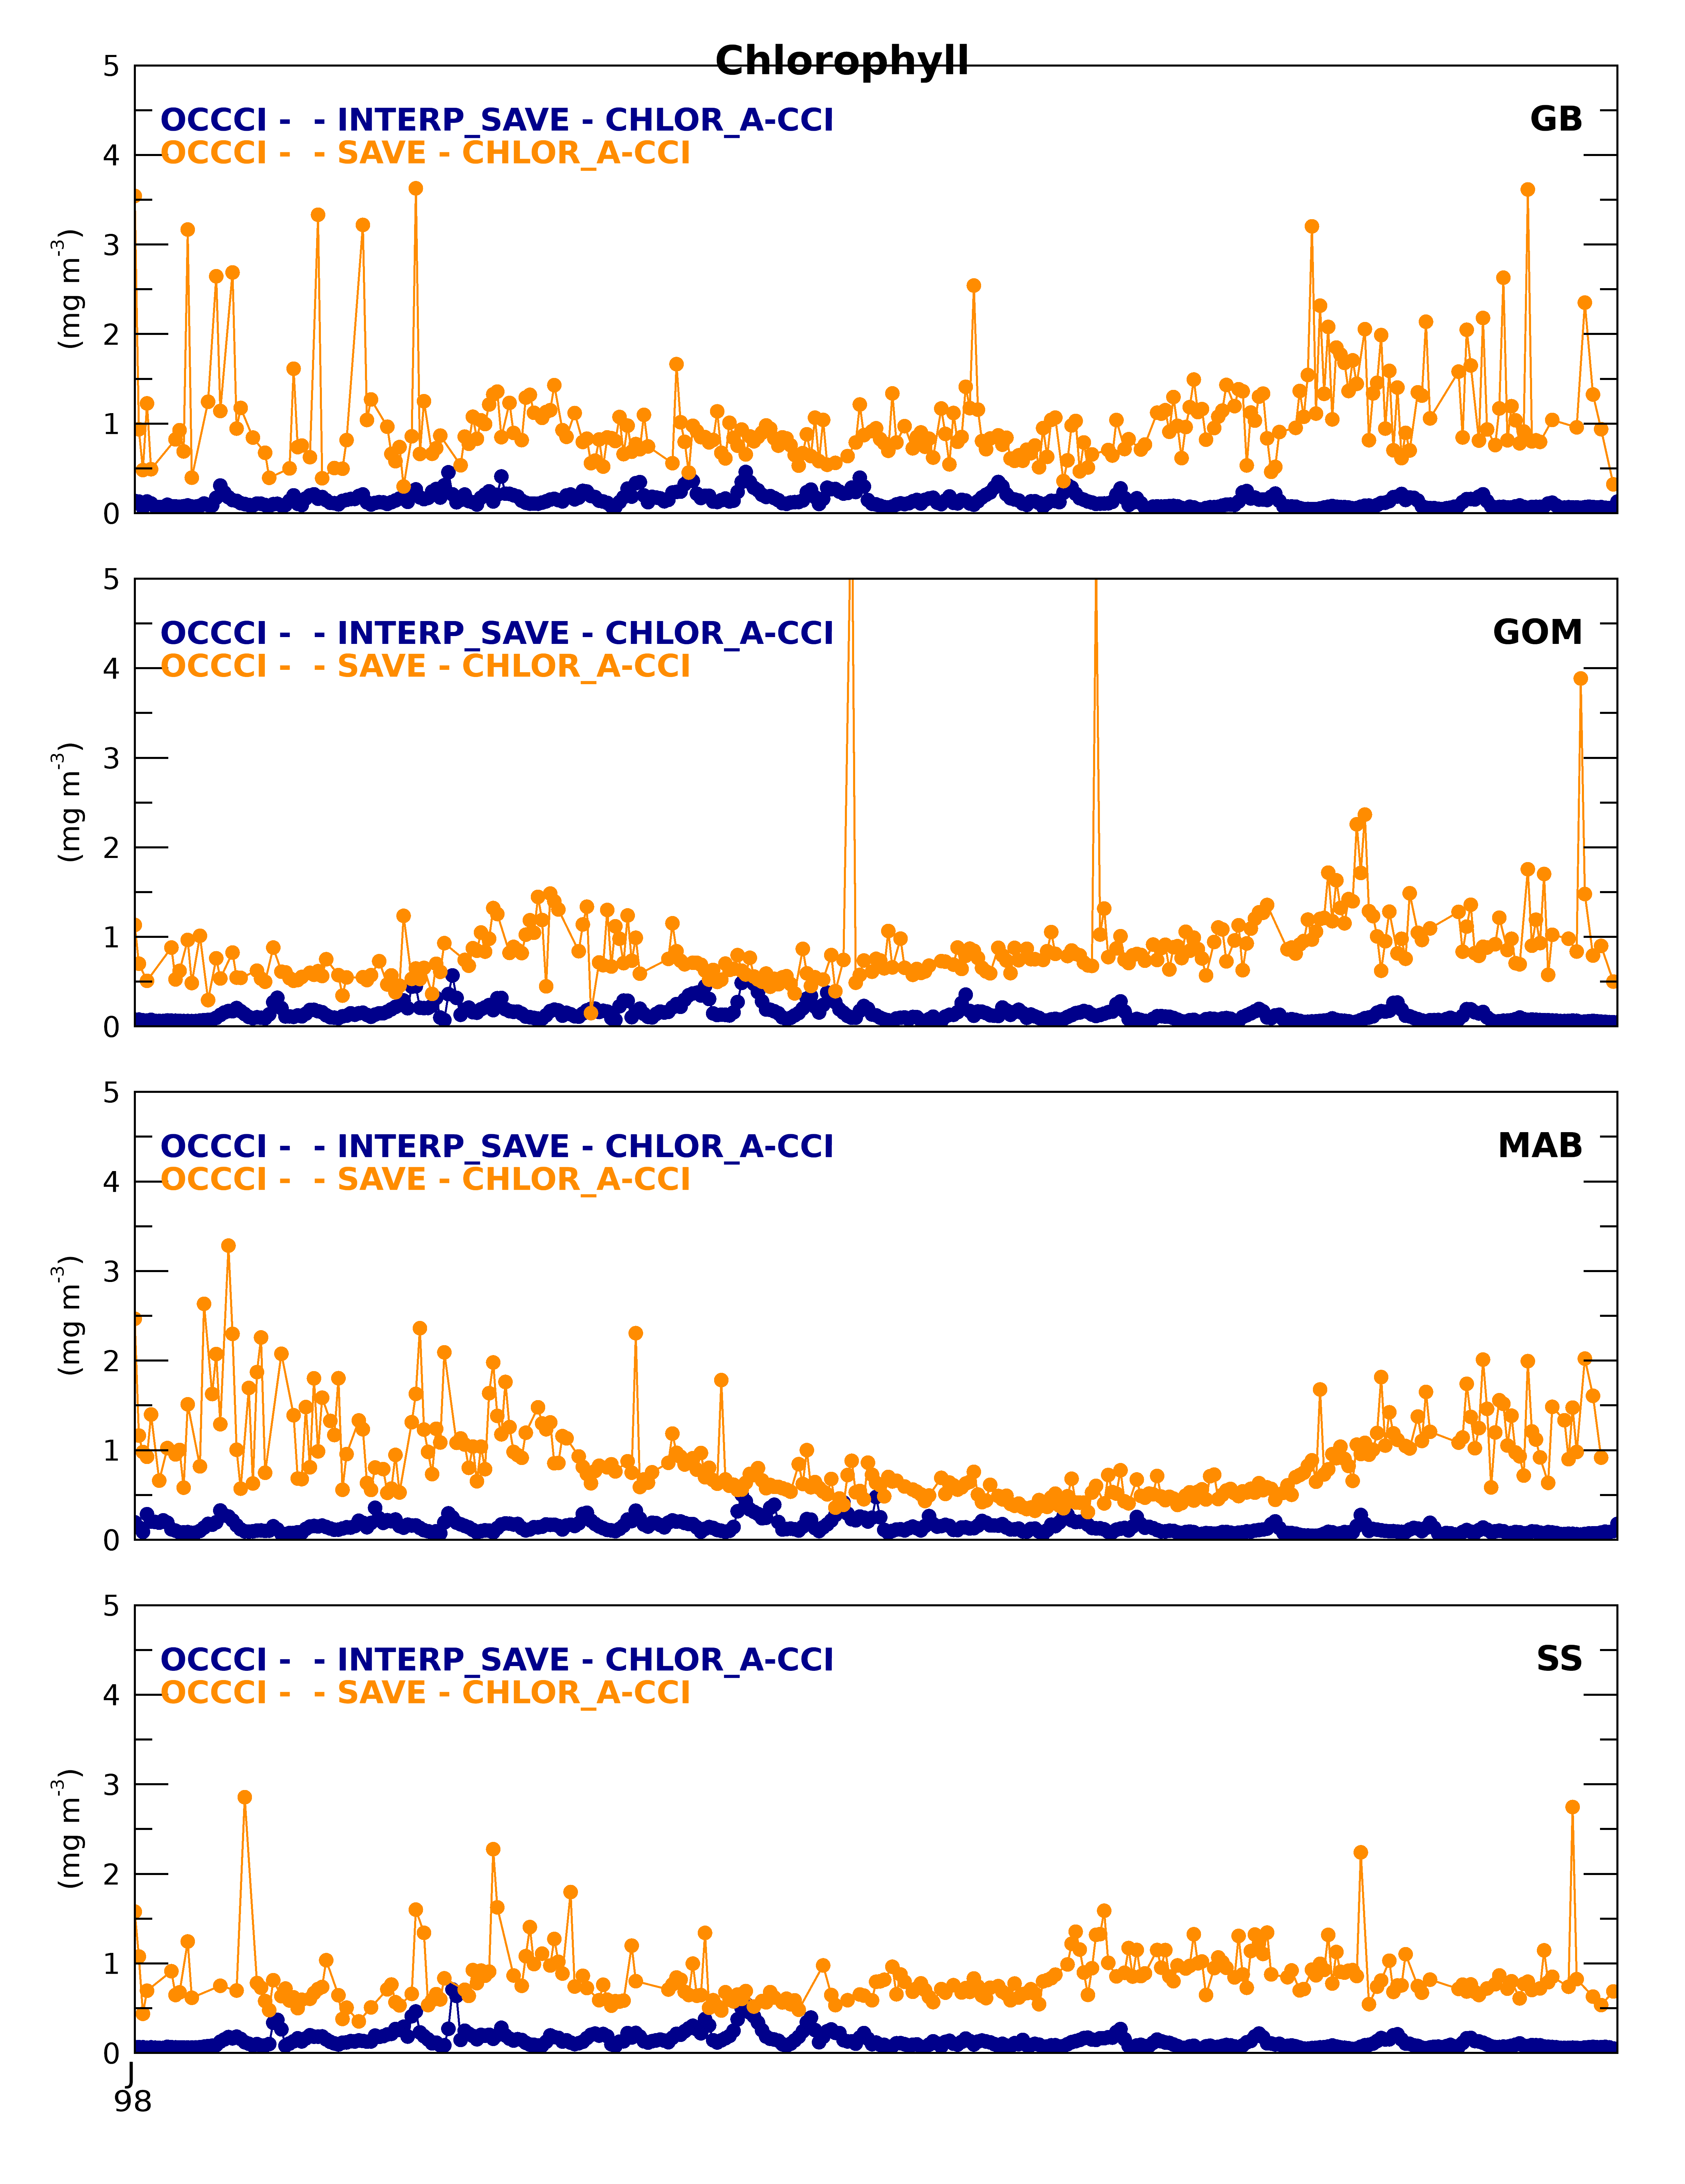 Chlorophyll
5
OCCCI -  - INTERP_SAVE - CHLOR_A-CCI
GB
4
OCCCI -  - SAVE - CHLOR_A-CCI
3
(mg m-3)
2
1
0
5
OCCCI -  - INTERP_SAVE - CHLOR_A-CCI
GOM
4
OCCCI -  - SAVE - CHLOR_A-CCI
3
(mg m-3)
2
1
0
5
OCCCI -  - INTERP_SAVE - CHLOR_A-CCI
MAB
4
OCCCI -  - SAVE - CHLOR_A-CCI
3
(mg m-3)
2
1
0
5
OCCCI -  - INTERP_SAVE - CHLOR_A-CCI
SS
4
OCCCI -  - SAVE - CHLOR_A-CCI
3
(mg m-3)
2
1
0
J
98